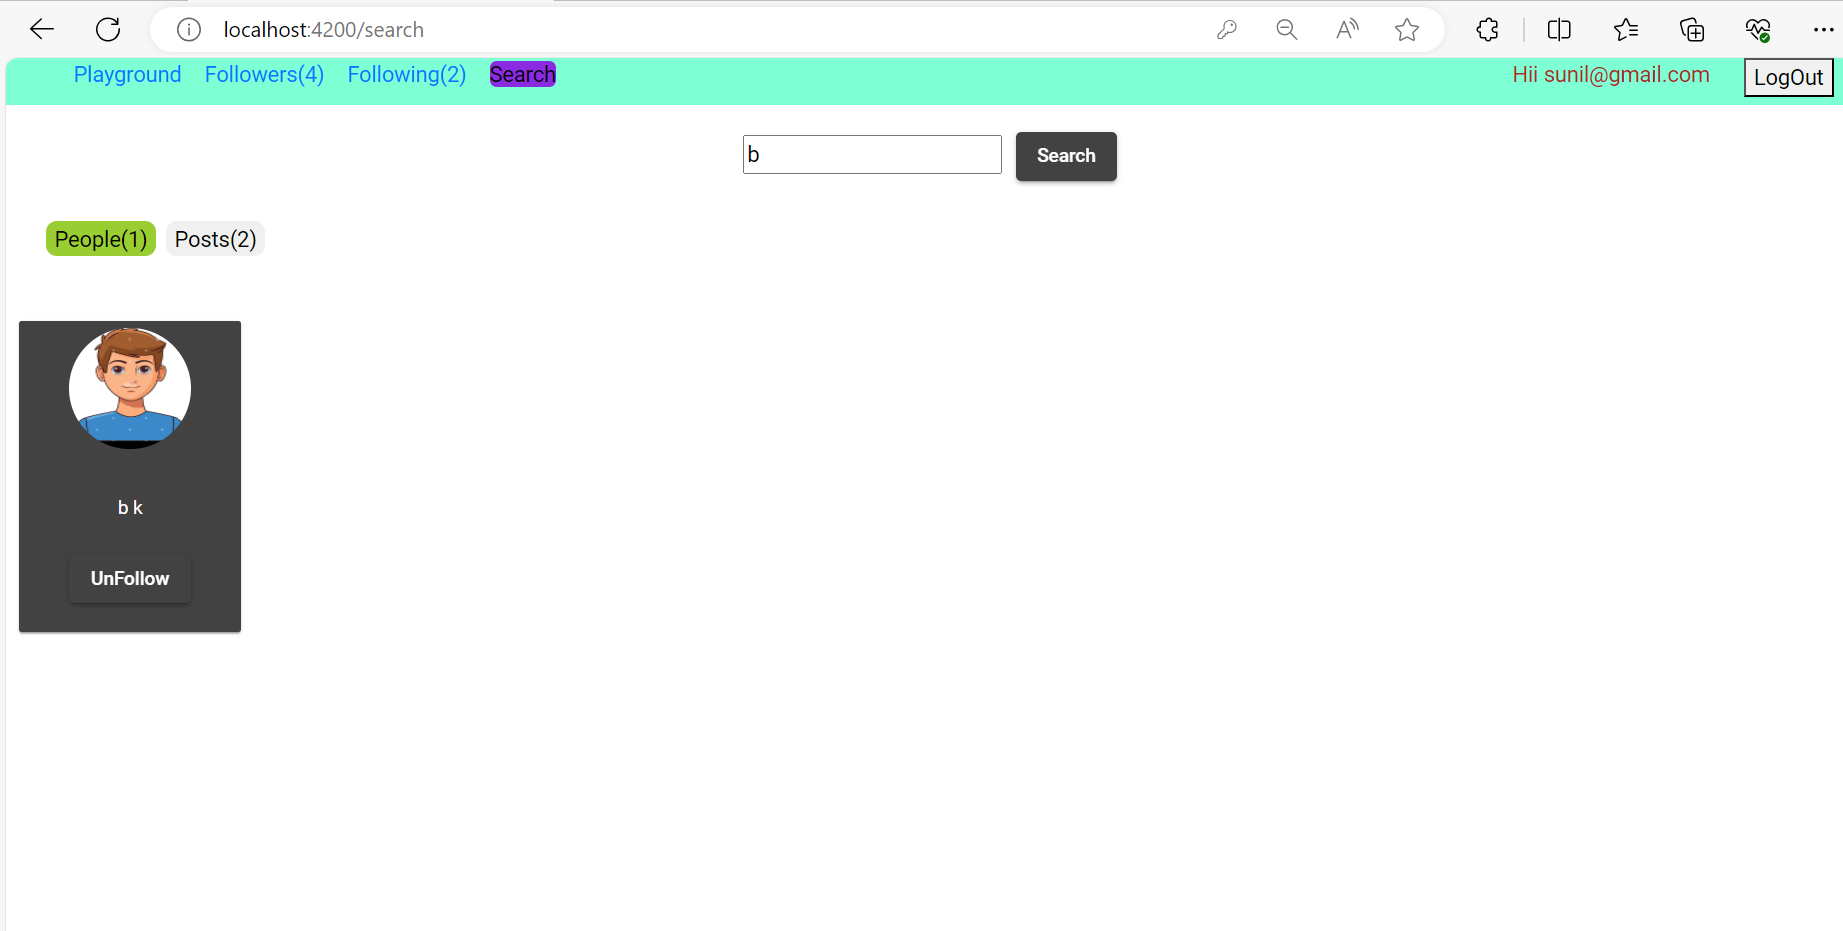 localhost:4200/search
Playground Followers(4) Following(2) Search Hii sunil@gmail.com LogOut
b Search
People(1) Posts(2)
b k
UnFollow